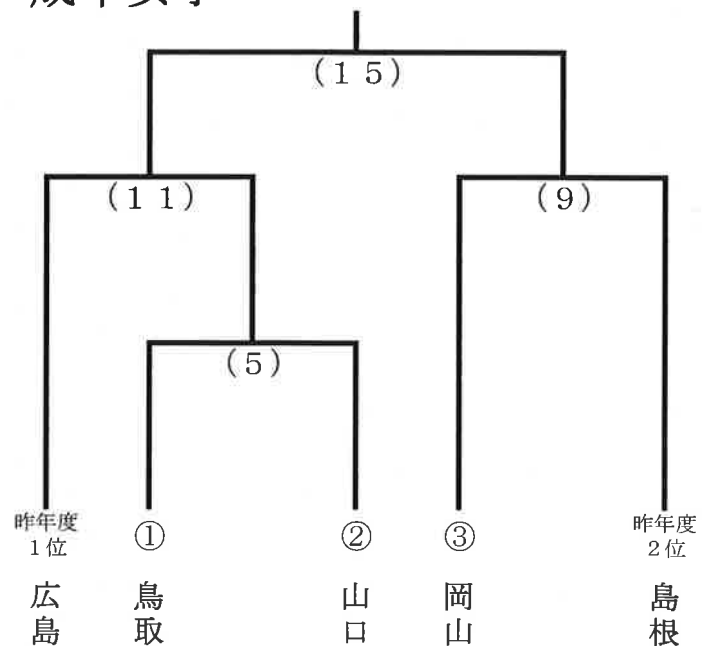 (15)
(11)
(9)
(5)
昨年度
1位
広島
①
鳥取
②
山口
③
岡山
昨年度
2位
島根